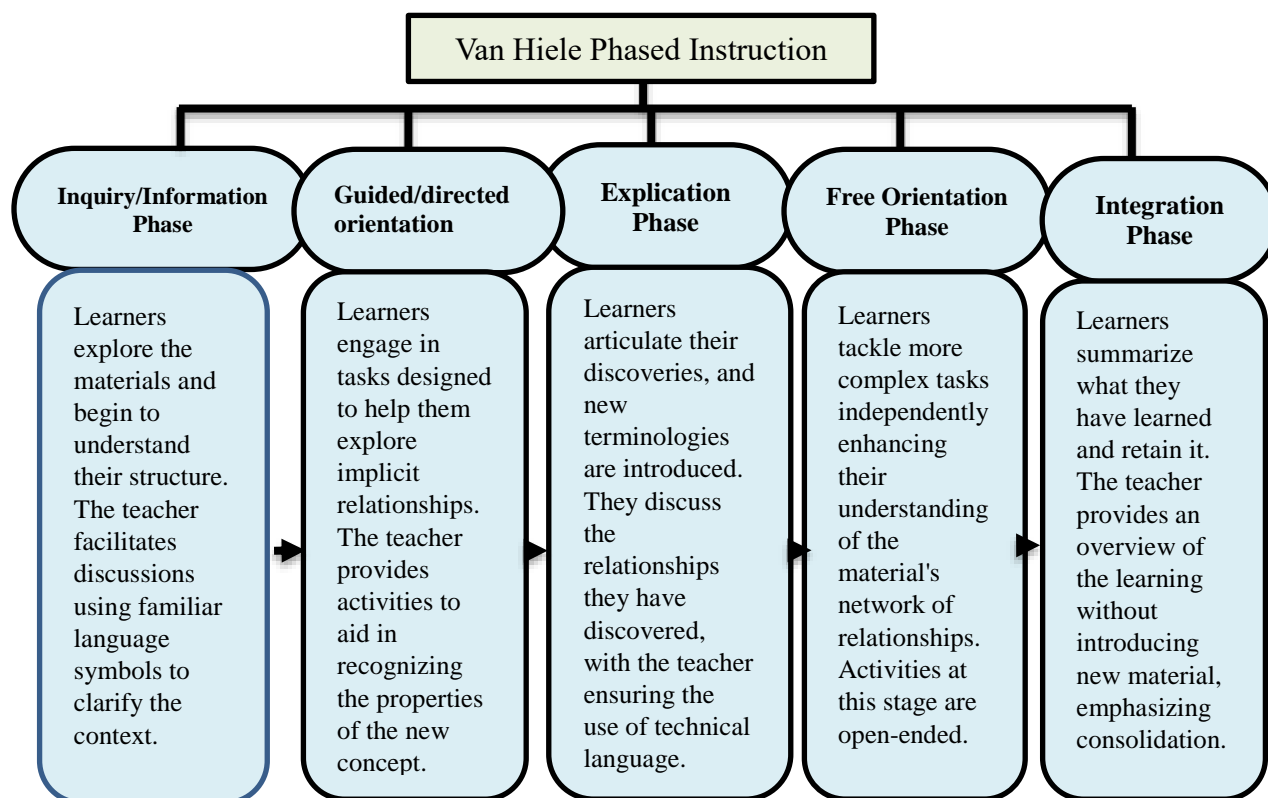 Van Hiele Phased Instruction
Inquiry/Information
Phase
Guided/directed
orientation
Explication
Phase
Free Orientation
Phase
Integration
Phase
Learners
explore the
materials and
begin to
understand
their structure.
The teacher
facilitates
discussions
using familiar
language
symbols to
clarify the
context.
Learners
engage in
tasks designed
to help them
explore
implicit
relationships.
The teacher
provides
activities to
aid in
recognizing
the properties
of the new
concept.
Learners
articulate their
discoveries, and
new
terminologies
are introduced.
They discuss
the
relationships
they have
discovered,
with the teacher
ensuring the
use of technical
language.
Learners
tackle more
complex tasks
independently
enhancing
their
understanding
of the
material's
network of
relationships.
Activities at
this stage are
open-ended.
Learners
summarize
what they
have learned
and retain it.
The teacher
provides an
overview of
the learning
without
introducing
new material,
emphasizing
consolidation.